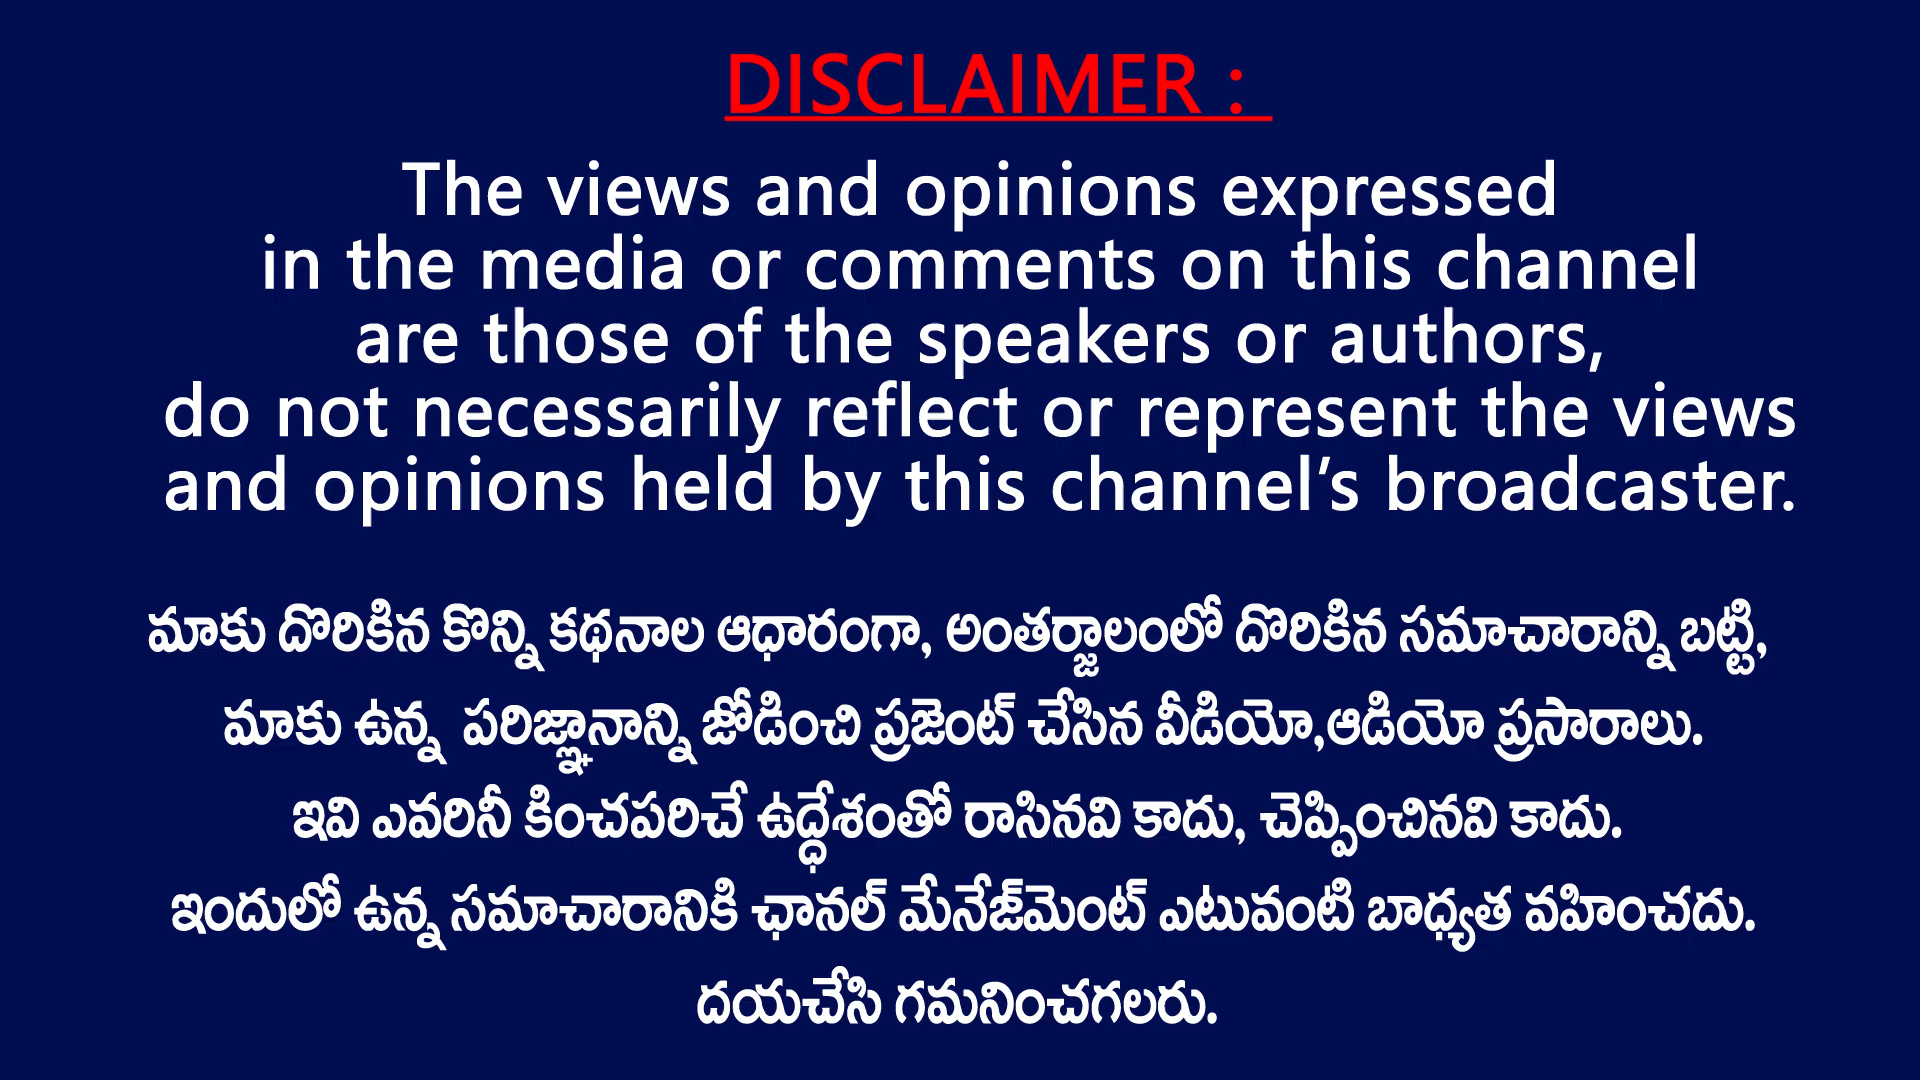 DISCLAIMER :
The views and opinions expressed
in the media or comments on this channel
are those of the speakers or authors,
do not necessarily reflect or represent the views
and opinions held by this channel’s broadcaster.
మాకు దొరికిన కొన్ని కథనాల ఆధారంగా, అంతర్జాలంలో దొరికిన సమాచారాన్ని బట్టి,
మాకు ఉన్న పరిజ్ఞానాన్ని జోడించి ప్రజెంట్ చేసిన వీడియో,ఆడియో ప్రసారాలు.
ఇవి ఎవరినీ కించపరిచే ఉద్ధేశంతో రాసినవి కాదు, చెప్పించినవి కాదు.
ఇందులో ఉన్న సమాచారానికి ఛానల్ మేనేజ్‌మెంట్ ఎటువంటి బాధ్యత వహించదు.
దయచేసి గమనించగలరు.